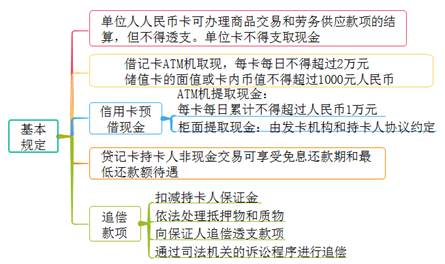 单位人人民币卡可办理商品交易和劳务供应款项的结
算，但不得透支。单位卡不得支取现金
借记卡ATM机取现，每卡每日不得超过2万元
储值卡的面值或卡内币值不得超过1000元人民币
基本
规定
信用卡预
借现金
ATM机提取现金：
每卡每日累计不得超过人民币1万元
柜面提取现金：由发卡机构和持卡人协议约定
贷记卡持卡人非现金交易可享受免息还款期和最
低还款额待遇
追偿
款项
扣减持卡人保证金
依法处理抵押物和质物
向保证人追偿透支款项
通过司法机关的诉讼程序进行追偿